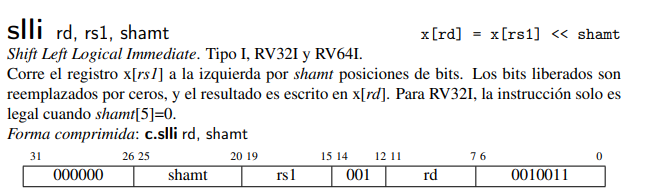 slli rd, rs1, shamt x[rd] = x[rs1] << shamt
Shift Left Logical Immediate. Tipo I, RV32I y RV64I.
Corre el registro x[rs1] a la izquierda por shamt posiciones de bits. Los bits liberados son
reemplazados por ceros, y el resultado es escrito en x[rd]. Para RV32I, la instrucción solo es
legal cuando shamt[5]=0.
Forma comprimida: c.slli rd, shamt
31 26 25 20 19 15 14 12 11 7 6 0
000000 shamt rs1 001 rd 0010011